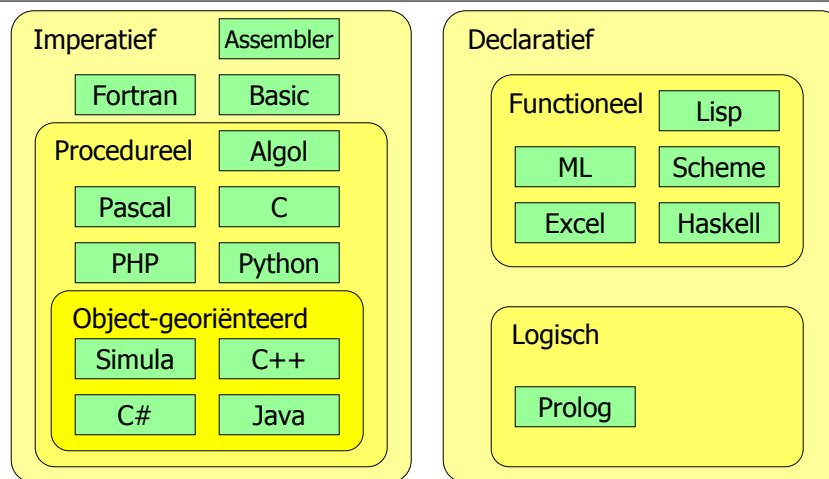 Imperatief
Assembler
Fortran
Basic
Procedureel
Algol
Pascal
C
PHP
Python
Object-georiënteerd
Simula
C++
C#
Java
Declaratief
Functioneel
Lisp
ML
Scheme
Excel
Haskell
Logisch
Prolog